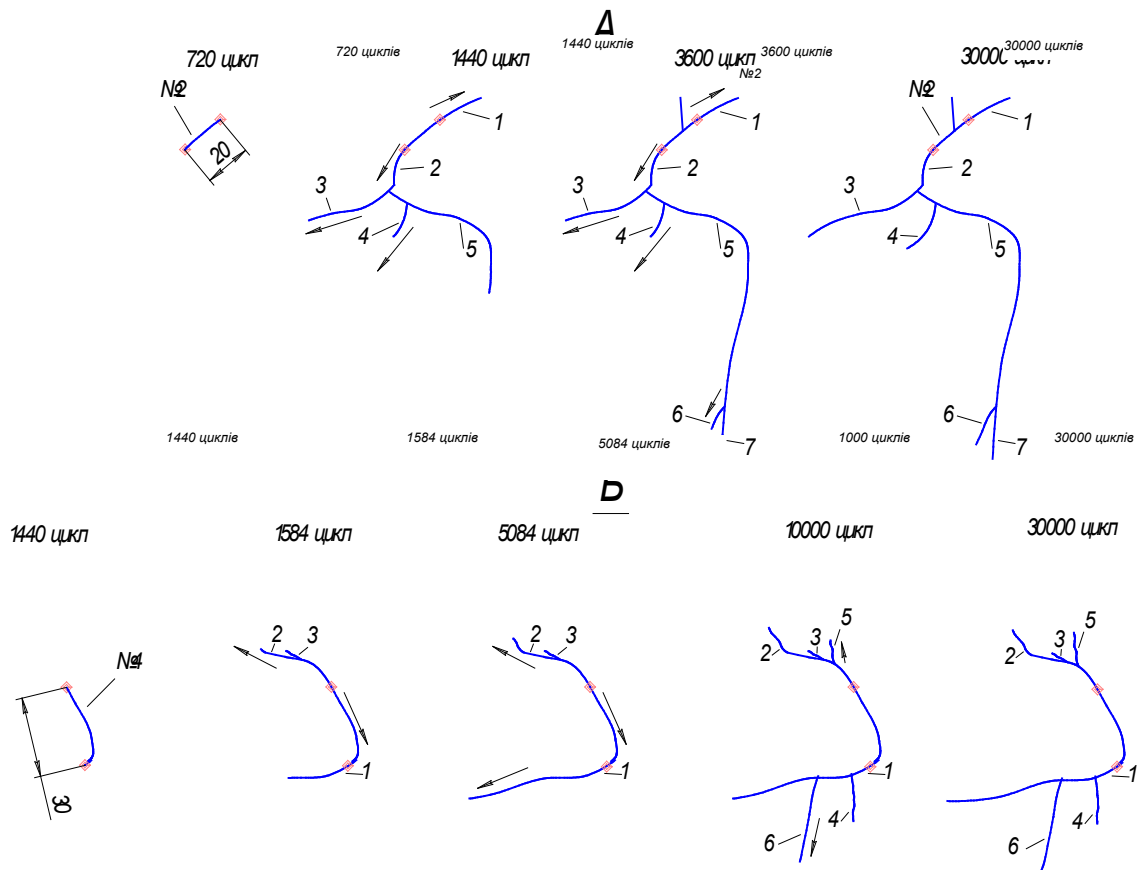 А
720 цикл
720 циклів
1440 цикл
1440 циклів
3600 цикл
3600 циклів
30000 циклів
№2
№2
№2
20
1
2
3
4
5
1
2
3
4
5
6
7
1
2
3
4
5
6
7
1440 циклів
1584 циклів
5084 циклів
1000 циклів
30000 циклів
1440 цикл
1584 цикл
5084 цикл
10000 цикл
30000 цикл
№4
30
2
3
1
2
3
1
5
3
2
1
4
6
5
3
2
1
4
6